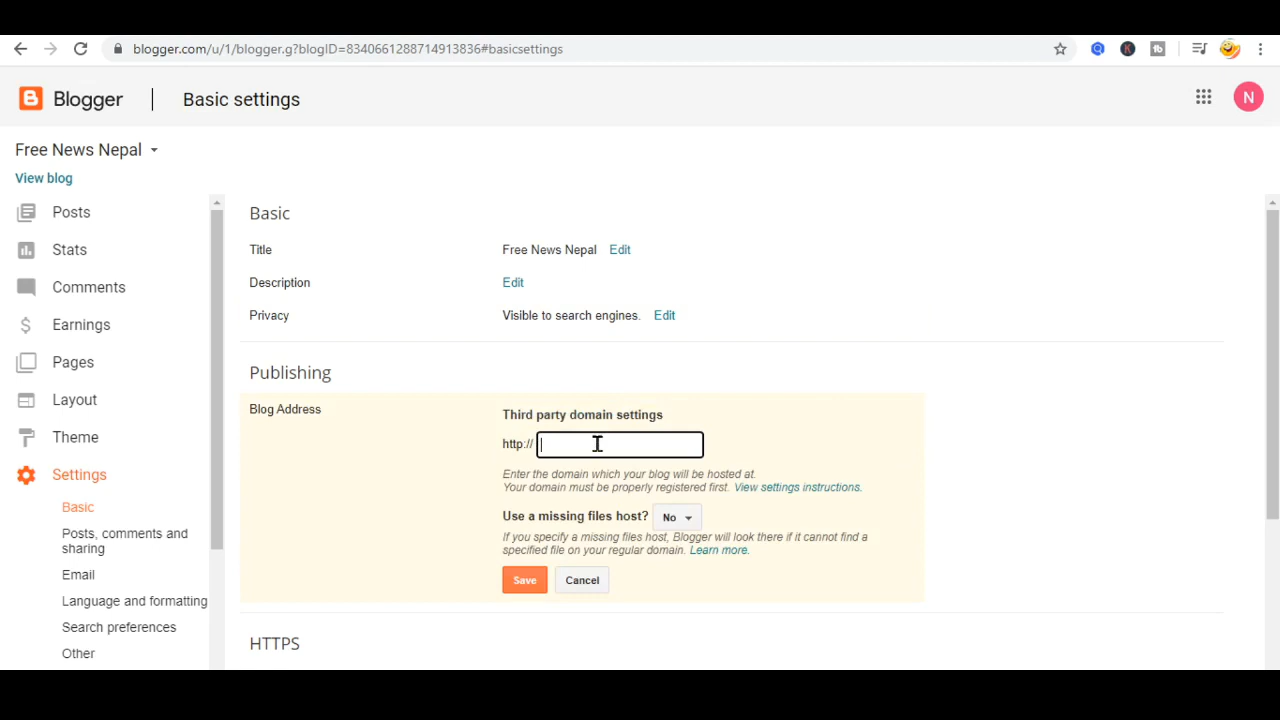 blogger.com/u/1/blogger.g?blogID=8340661288714913836#basicsettings
Blogger
Basic settings
N
Free News Nepal
View blog
Posts
Stats
Comments
Earnings
Pages
Layout
Theme
Settings
Basic
Posts, comments and
sharing
Email
Language and formatting
Search preferences
Other
Basic
Title Free News Nepal Edit
Description Edit
Privacy Visible to search engines. Edit
Publishing
Blog Address
Third party domain settings
http://
Enter the domain which your blog will be hosted at.
Your domain must be properly registered first. View settings instructions.
Use a missing files host? No
If you specify a missing files host, Blogger will look there if it cannot find a
specified file on your regular domain. Learn more.
Save Cancel
HTTPS